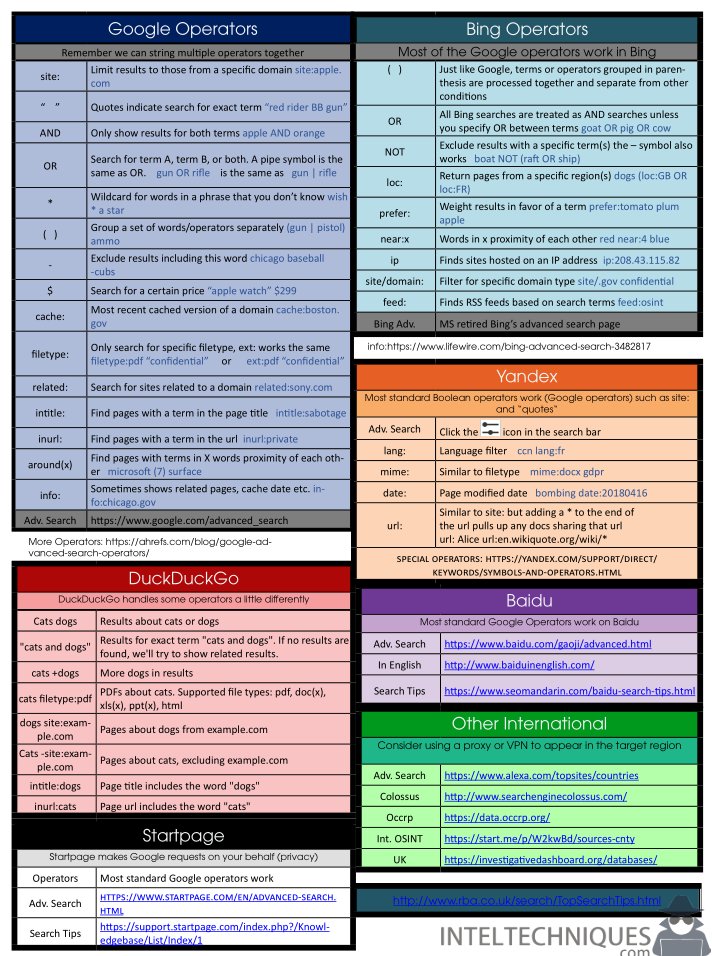 Google Operators
Remember we can string multiple operators together
site:
Limit results to those from a specific domain site:apple.
com
“ ”
Quotes indicate search for exact term “red rider BB gun”
AND
Only show results for both terms apple AND orange
OR
Search for term A, term B, or both. A pipe symbol is the
same as OR. gun OR rifle is the same as gun | rifle
*
Wildcard for words in a phrase that you don’t know wish
* a star
( )
Group a set of words/operators separately (gun | pistol)
ammo
-
Exclude results including this word chicago baseball
-cubs
$
Search for a certain price “apple watch” $299
cache:
Most recent cached version of a domain cache:boston.
gov
filetype:
Only search for specific filetype, ext: works the same
filetype:pdf “confidential” or ext:pdf “confidential”
related:
Search for sites related to a domain related:sony.com
intitle:
Find pages with a term in the page title intitle:sabotage
inurl:
Find pages with a term in the url inurl:private
around(x)
Find pages with terms in X words proximity of each oth-
er microsoft (7) surface
info:
Sometimes shows related pages, cache date etc. in-
fo:chicago.gov
Adv. Search
https://www.google.com/advanced_search
More Operators: https://ahrefs.com/blog/google-ad-
vanced-search-operators/
DuckDuckGo
DuckDuckGo handles some operators a little differently
Cats dogs
Results about cats or dogs
"cats and dogs"
Results for exact term "cats and dogs". If no results are
found, we'll try to show related results.
cats +dogs
More dogs in results
cats filetype:pdf
PDFs about cats. Supported file types: pdf, doc(x),
xls(x), ppt(x), html
dogs site:exam-
ple.com
Pages about dogs from example.com
Cats -site:exam-
ple.com
Pages about cats, excluding example.com
intitle:dogs
Page title includes the word "dogs"
inurl:cats
Page url includes the word "cats"
Startpage
Startpage makes Google requests on your behalf (privacy)
Operators
Most standard Google operators work
Adv. Search
HTTPS://WWW.STARTPAGE.COM/EN/ADVANCED-SEARCH.
HTML
Search Tips
https://support.startpage.com/index.php?/Knowl-
edgebase/List/Index/1
Bing Operators
Most of the Google operators work in Bing
( )
Just like Google, terms or operators grouped in paren-
thesis are processed together and separate from other
conditions
OR
All Bing searches are treated as AND searches unless
you specify OR between terms goat OR pig OR cow
NOT
Exclude results with a specific term(s) the – symbol also
works boat NOT (raft OR ship)
loc:
Return pages from a specific region(s) dogs (loc:GB OR
loc:FR)
prefer:
Weight results in favor of a term prefer:tomato plum
apple
near:x
Words in x proximity of each other red near:4 blue
ip
Finds sites hosted on an IP address ip:208.43.115.82
site/domain:
Filter for specific domain type site/.gov confidential
feed:
Finds RSS feeds based on search terms feed:osint
Bing Adv.
MS retired Bing’s advanced search page
info:https://www.lifewire.com/bing-advanced-search-3482817
Yandex
Most standard Boolean operators work (Google operators) such as site:
and “quotes”
Adv. Search
Click the icon in the search bar
lang:
Language filter ccn lang:fr
mime:
Similar to filetype mime:docx gdpr
date:
Page modified date bombing date:20180416
url:
Similar to site: but adding a * to the end of
the url pulls up any docs sharing that url
url: Alice url:en.wikiquote.org/wiki/*
SPECIAL OPERATORS: HTTPS://YANDEX.COM/SUPPORT/DIRECT/
KEYWORDS/SYMBOLS-AND-OPERATORS.HTML
Baidu
Most standard Google Operators work on Baidu
Adv. Search
https://www.baidu.com/gaoji/advanced.html
In English
http://www.baiduinenglish.com/
Search Tips
https://www.seomandarin.com/baidu-search-tips.html
Other International
Consider using a proxy or VPN to appear in the target region
Adv. Search
https://www.alexa.com/topsites/countries
Colossus
http://www.searchenginecolossus.com/
Occrp
https://data.occrp.org/
Int. OSINT
https://start.me/p/W2kwBd/sources-cnty
UK
https://investigativedashboard.org/databases/
http://www.rba.co.uk/search/TopSearchTips.html
INTELTECHNIQUES
.com